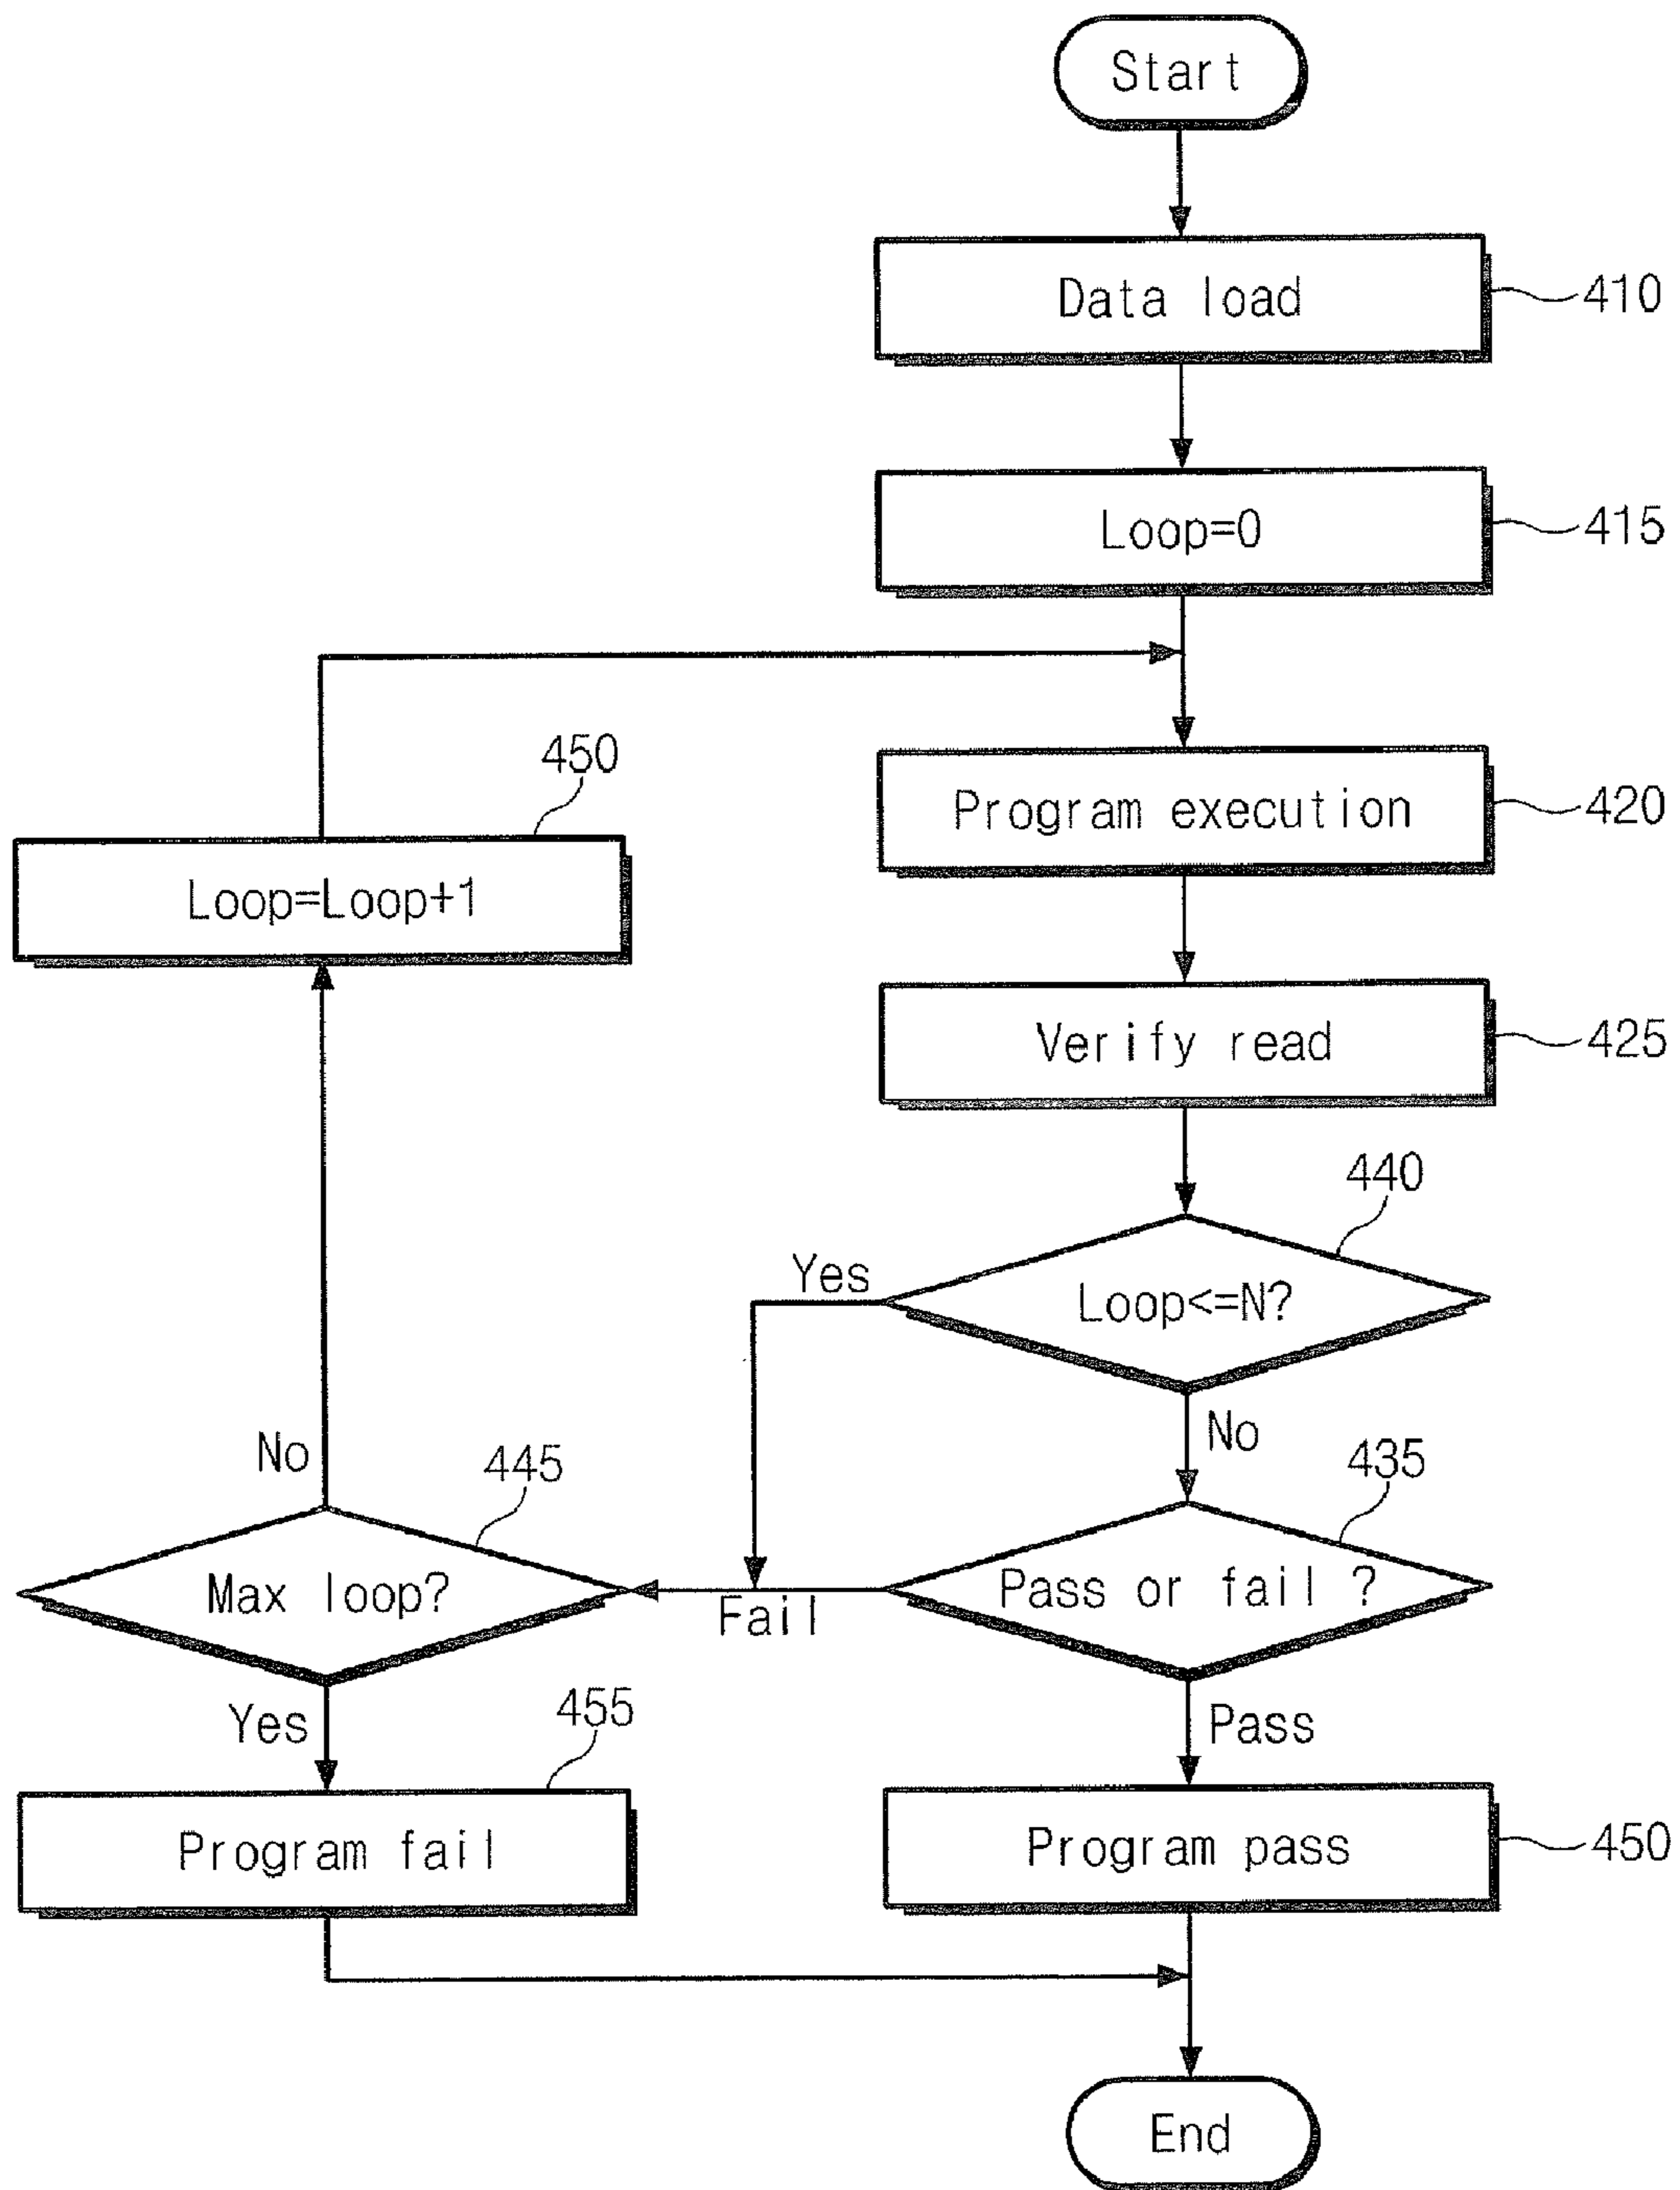 Start
Data load
410
Loop=0
415
450
Loop=Loop+1
Program execution
420
Verify read
425
440
Yes
Loop<=N?
No
No
445
435
Max loop?
Fail
Pass or fail ?
Yes
455
Pass
Program fail
Program pass
450
End